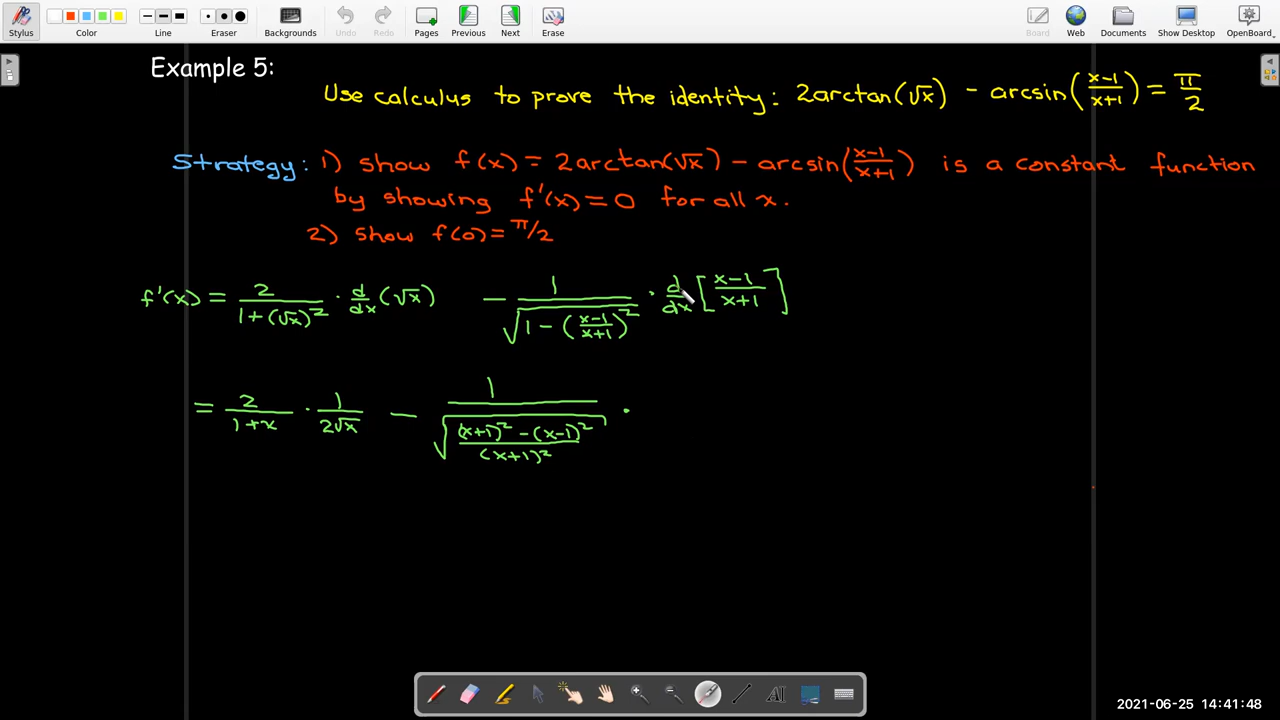 Stylus Color Line Eraser Backgrounds Undo Redo Pages Previous Next Erase Board Web Documents Show Desktop OpenBoard
Example 5:
Use calculus to prove the identity: 2arctan(√x) - arcsin((x-1)/(x+1)) = π/2
Strategy: 1) show f(x) = 2arctan(√x) - arcsin((x-1)/(x+1)) is a constant function
by showing f'(x) = 0 for all x.
2) show f(0) = π/2
f'(x) = 2/(1+(√x)²) · d/dx (√x) - 1/√(1-((x-1)/(x+1))²) · d/dx [(x-1)/(x+1)]
= 2/(1+x) · 1/(2√x) - 1/√(((x+1)²-(x-1)²)/(x+1)²) ·
AI
2021-06-25 14:41:48